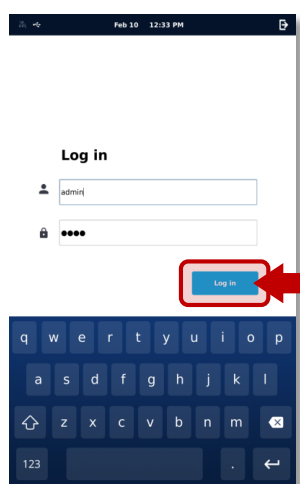 Feb 10 12:33 PM
Log in
admin
●●●●
Log in
q w e r t y u i o p
a s d f g h j k l
z x c v b n m
123 .